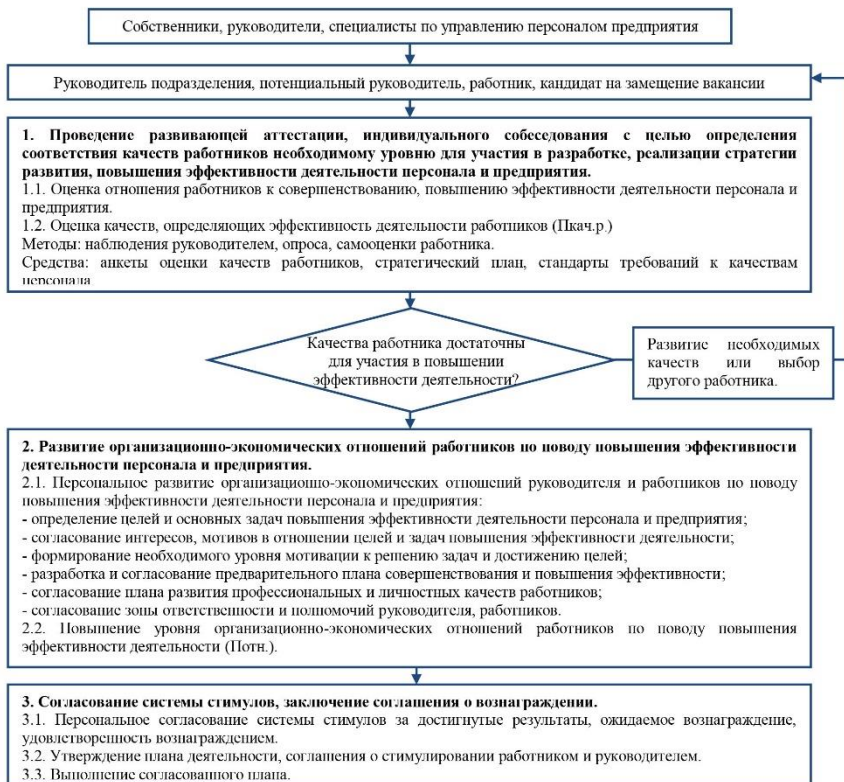 Собственники, руководители, специалисты по управлению персоналом предприятия
Руководитель подразделения, потенциальный руководитель, работник, кандидат на замещение вакансии
1. Проведение развивающей аттестации, индивидуального собеседования с целью определения
соответствия качеств работников необходимому уровню для участия в разработке, реализации стратегии
развития, повышения эффективности деятельности персонала и предприятия.
1.1. Оценка отношения работников к совершенствованию, повышению эффективности деятельности персонала и
предприятия.
1.2. Оценка качеств, определяющих эффективность деятельности работников (Пкач.р.)
Методы: наблюдения руководителем, опроса, самооценки работника.
Средства: анкеты оценки качеств работников, стратегический план, стандарты требований к качествам
персонала
Качества работника достаточны
для участия в повышении
эффективности деятельности?
Развитие необходимых
качеств или выбор
другого работника.
2. Развитие организационно-экономических отношений работников по поводу повышения эффективности
деятельности персонала и предприятия.
2.1. Персональное развитие организационно-экономических отношений руководителя и работников по поводу
повышения эффективности деятельности персонала и предприятия:
- определение целей и основных задач повышения эффективности деятельности персонала и предприятия;
- согласование интересов, мотивов в отношении целей и задач повышения эффективности деятельности;
- формирование необходимого уровня мотивации к решению задач и достижению целей;
- разработка и согласование предварительного плана совершенствования и повышения эффективности;
- согласование плана развития профессиональных и личностных качеств работников;
- согласование зоны ответственности и полномочий руководителя, работников.
2.2. Повышение уровня организационно-экономических отношений работников по поводу повышения
эффективности деятельности (Потн.).
3. Согласование системы стимулов, заключение соглашения о вознаграждении.
3.1. Персональное согласование системы стимулов за достигнутые результаты, ожидаемое вознаграждение,
удовлетворенность вознаграждением.
3.2. Утверждение плана деятельности, соглашения о стимулировании работником и руководителем.
3.3. Выполнение согласованного плана.